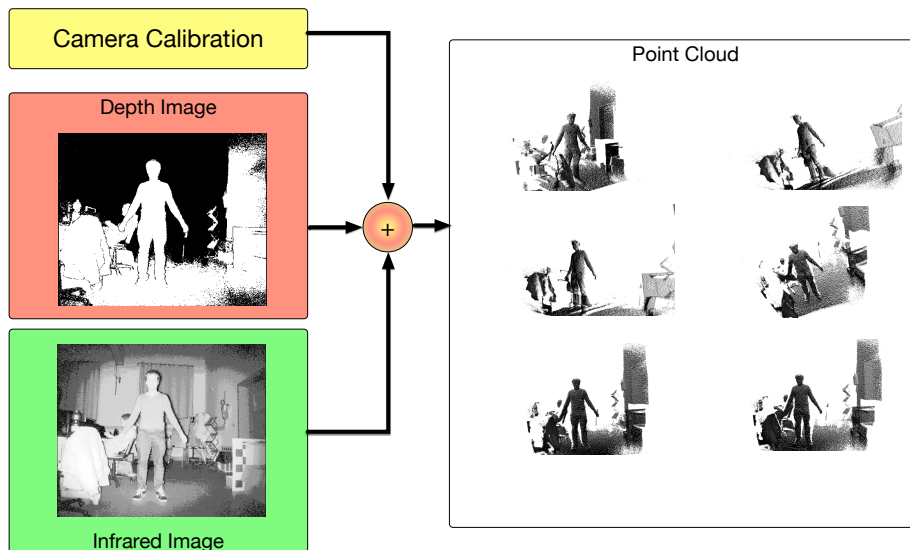 Camera Calibration
Depth Image
+
Infrared Image
Point Cloud